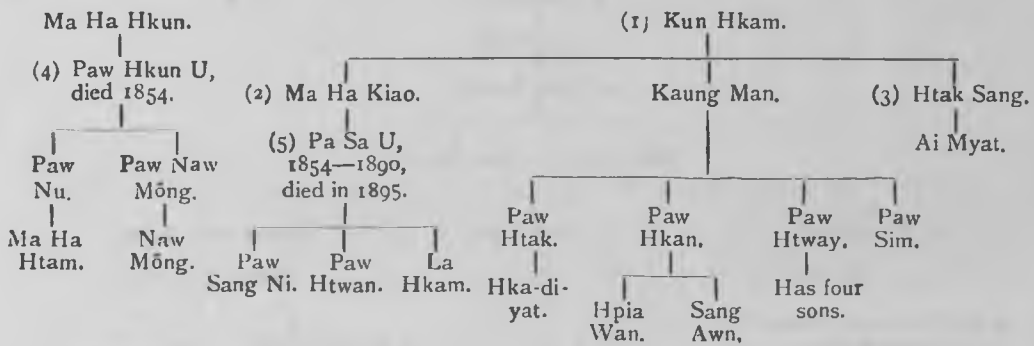 Ma Ha Hkun.
(1) Kun Hkam.
(4) Paw Hkun U,
died 1854.
(2) Ma Ha Kiao.
Kaung Man.
(3) Htak Sang.
(5) Pa Sa U,
1854—1890,
died in 1895.
Ai Myat.
Paw
Nu.
Paw Naw
Mōng.
Ma Ha
Htam.
Naw
Mōng.
Paw
Sang Ni.
Paw
Htwan.
La
Hkam.
Paw
Htak.
Paw
Hkan.
Paw
Htway.
Paw
Sim.
Hka-di-
yat.
Hpia
Wan.
Sang
Awn,
Has four
sons.